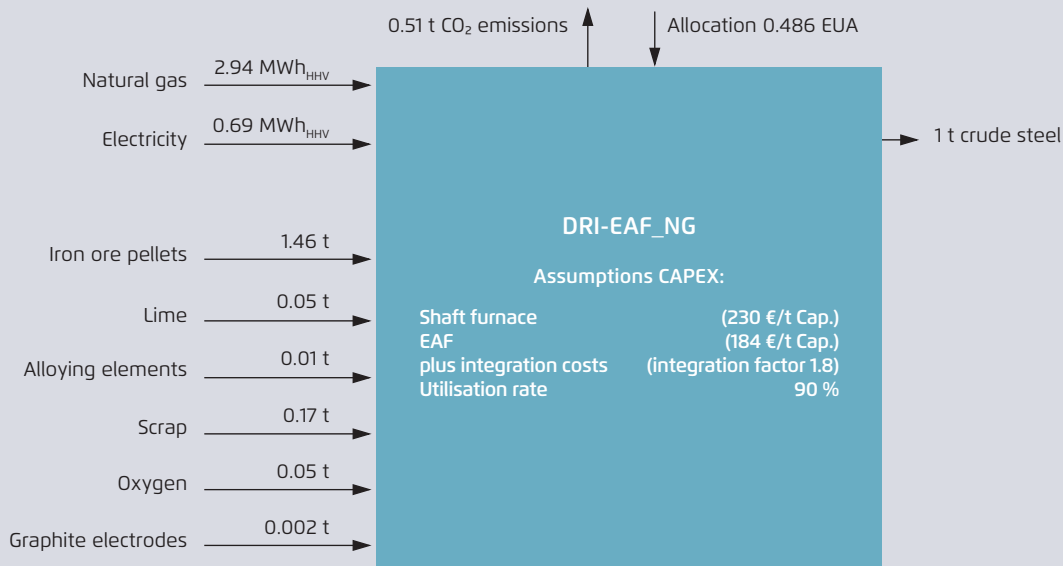 0.51 t CO₂ emissions
Allocation 0.486 EUA
Natural gas
2.94 MWhHHV
Electricity
0.69 MWhHHV
1 t crude steel
Iron ore pellets
1.46 t
Lime
0.05 t
Alloying elements
0.01 t
Scrap
0.17 t
Oxygen
0.05 t
Graphite electrodes
0.002 t
DRI-EAF_NG
Assumptions CAPEX:
Shaft furnace (230 €/t Cap.)
EAF (184 €/t Cap.)
plus integration costs (integration factor 1.8)
Utilisation rate 90 %